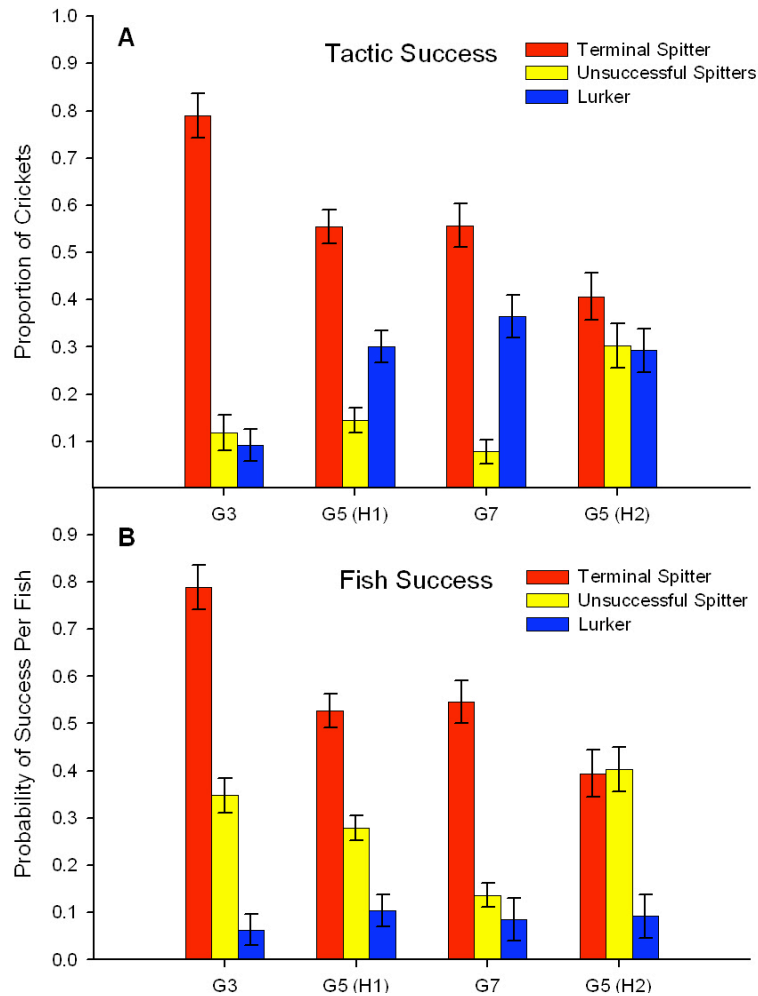 A
Tactic Success
Terminal Spitter
Unsuccessful Spitters
Lurker
Proportion of Crickets
1.0
0.9
0.8
0.7
0.6
0.5
0.4
0.3
0.2
0.1
G3 G5 (H1) G7 G5 (H2)
B
Fish Success
Terminal Spitter
Unsuccessful Spitter
Lurker
Probability of Success Per Fish
0.9
0.8
0.7
0.6
0.5
0.4
0.3
0.2
0.1
0.0
G3 G5 (H1) G7 G5 (H2)